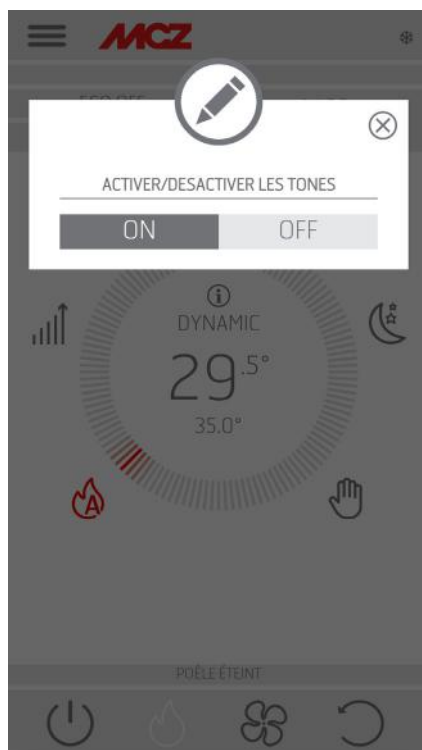 MCZ
ACTIVER/DESACTIVER LES TONES
ON OFF
DYNAMIC
29.5°
35.0°
A
POÊLE ÉTEINT